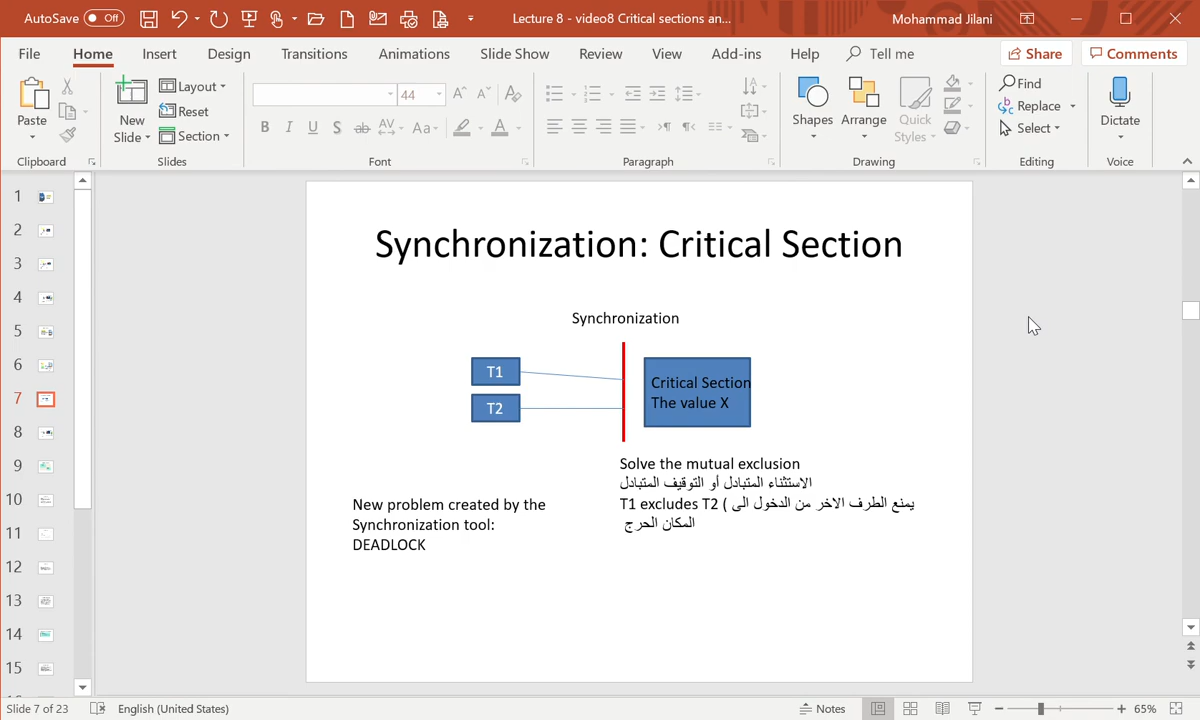 AutoSave Off Lecture 8 - video8 Critical sections an... Mohammad Jilani
File Home Insert Design Transitions Animations Slide Show Review View Add-ins Help Tell me Share Comments
Paste
New Slide
Layout
Reset
Section
44
B I U S ab AV Aa A
Shapes Arrange Quick Styles
Find
Replace
Select
Dictate
Clipboard Slides Font Paragraph Drawing Editing Voice
1
2
3
4
5
6
7
8
9
10
11
12
13
14
15
Synchronization: Critical Section
Synchronization
T1
T2
Critical Section
The value X
Solve the mutual exclusion
الاستثناء المتبادل أو التوقيف المتبادل
T1 excludes T2 ( يمنع الطرف الاخر من الدخول الى
المكان الحرج
New problem created by the
Synchronization tool:
DEADLOCK
Slide 7 of 23 English (United States) Notes 65%